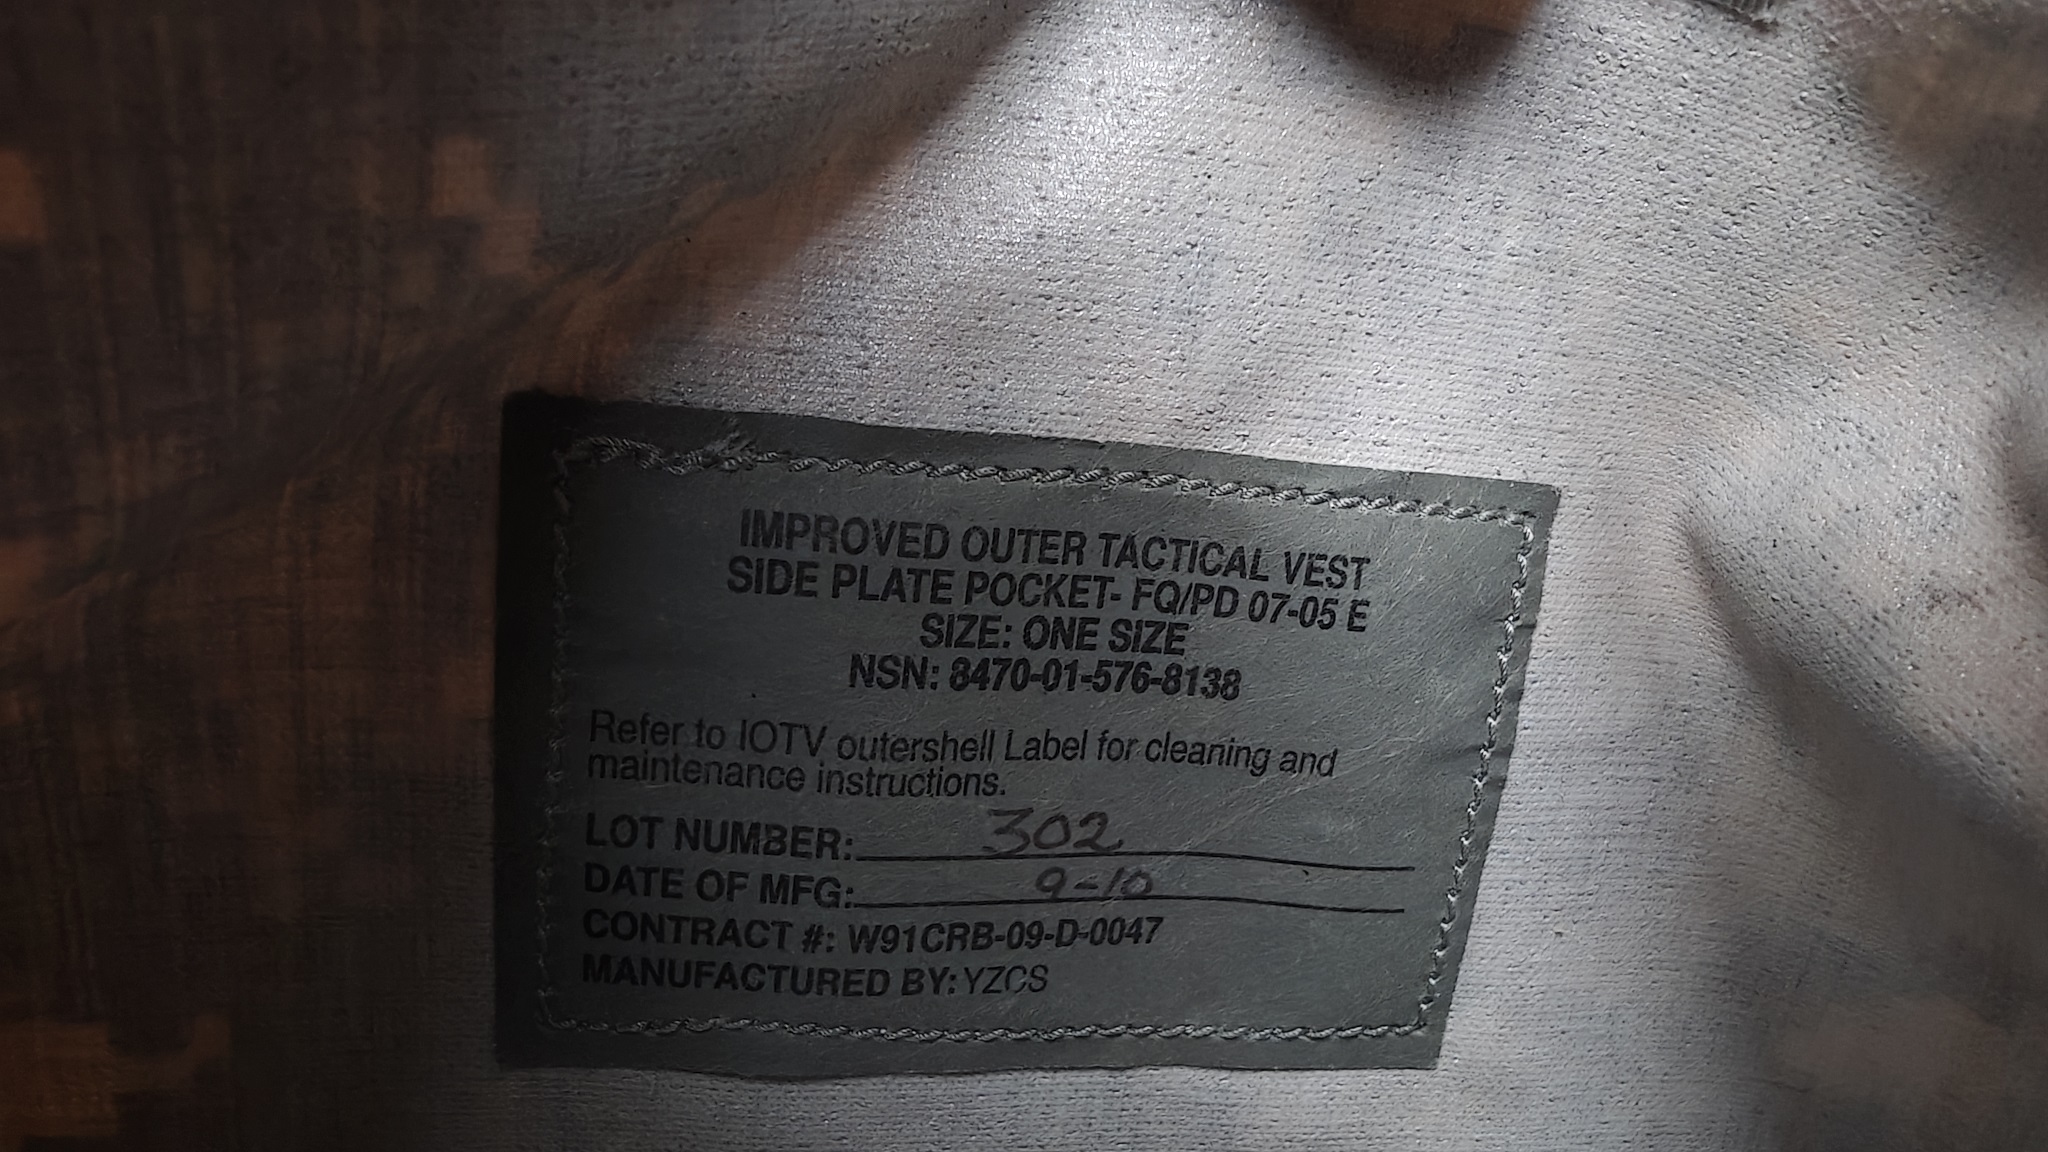 IMPROVED OUTER TACTICAL VEST
SIDE PLATE POCKET- FQ/PD 07-05 E
SIZE: ONE SIZE
NSN: 8470-01-576-8138
Refer to IOTV outershell Label for cleaning and
maintenance instructions.
LOT NUMBER: 302
DATE OF MFG: 9-10
CONTRACT #: W91CRB-09-D-0047
MANUFACTURED BY: YZCS